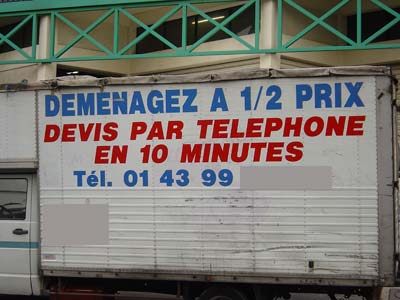 DEMENAGEZ A 1/2 PRIX
DEVIS PAR TELEPHONE
EN 10 MINUTES
Tél. 01 43 99